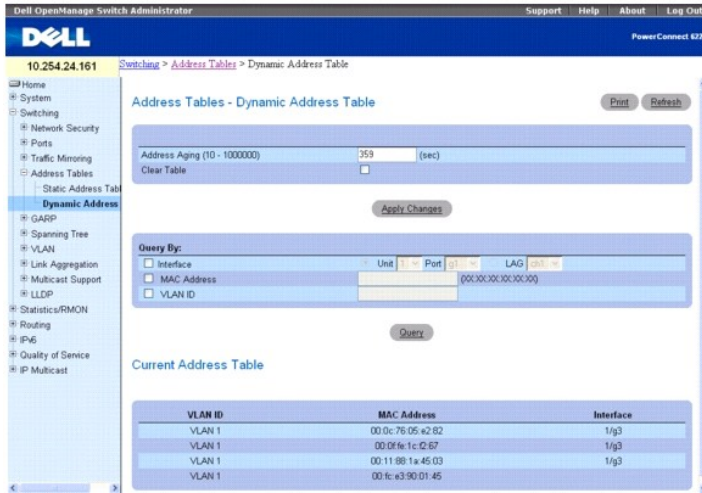 Dell OpenManage Switch Administrator
Support Help About Log Out
DELL
PowerConnect 622
10.254.24.161
Switching > Address Tables > Dynamic Address Table
Home
System
Switching
Network Security
Ports
Traffic Mirroring
Address Tables
Static Address Tabl
Dynamic Address
GARP
Spanning Tree
VLAN
Link Aggregation
Multicast Support
LLDP
Statistics/RMON
Routing
IPv6
Quality of Service
IP Multicast
Address Tables - Dynamic Address Table
Print Refresh
Address Aging (10 - 1000000) 359 (sec)
Clear Table
Apply Changes
Query By:
Interface Unit 1 Port g1 LAG ch1
MAC Address (XX:XX:XX:XX:XX:XX)
VLAN ID
Query
Current Address Table
VLAN ID MAC Address Interface
VLAN 1 00:0c:76:05:e2:82 1/g3
VLAN 1 00:0f:fe:1c:f2:67 1/g3
VLAN 1 00:11:88:1a:45:03 1/g3
VLAN 1 00:fc:e3:90:01:45